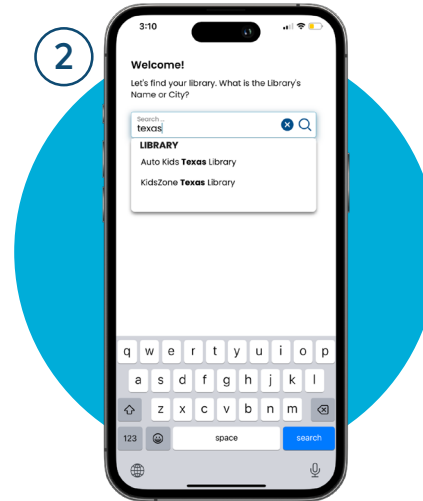 2
3:10
Welcome!
Let's find your library. What is the Library's
Name or City?
Search...
texas
LIBRARY
Auto Kids Texas Library
KidsZone Texas Library
q w e r t y u i o p
a s d f g h j k l
z x c v b n m
123 space search